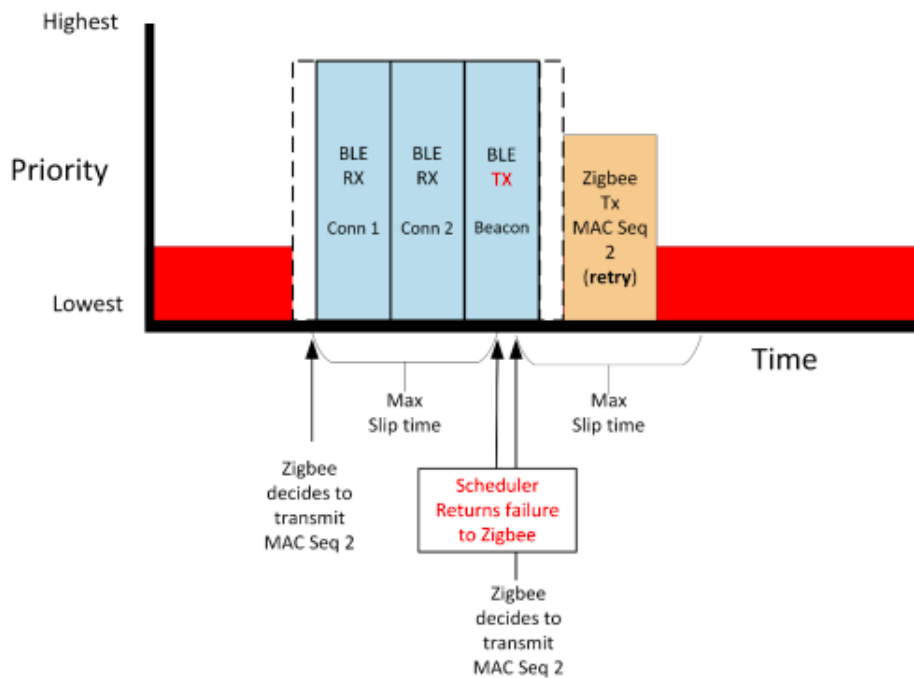 Highest
Priority
Lowest
BLE
RX
Conn 1
BLE
RX
Conn 2
BLE
TX
Beacon
Zigbee
Tx
MAC Seq
2
(retry)
Time
Max
Slip time
Max
Slip time
Zigbee
decides to
transmit
MAC Seq 2
Scheduler
Returns failure
to Zigbee
Zigbee
decides to
transmit
MAC Seq 2